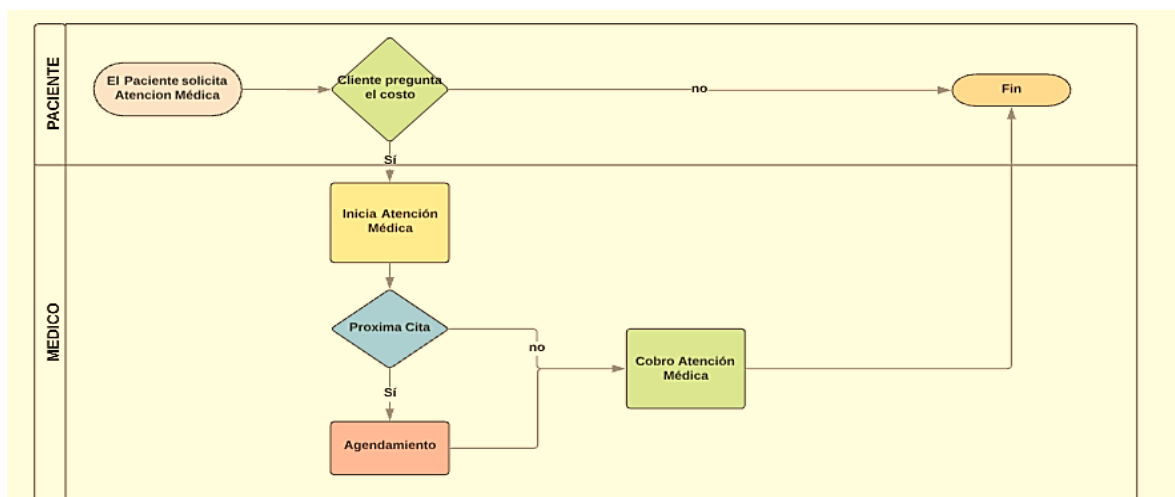 PACIENTE
El Paciente solicita
Atencion Médica
Cliente pregunta
el costo
no
Fin
Sí
MEDICO
Inicia Atención
Médica
Proxima Cita
no
Cobro Atención
Médica
Sí
Agendamiento